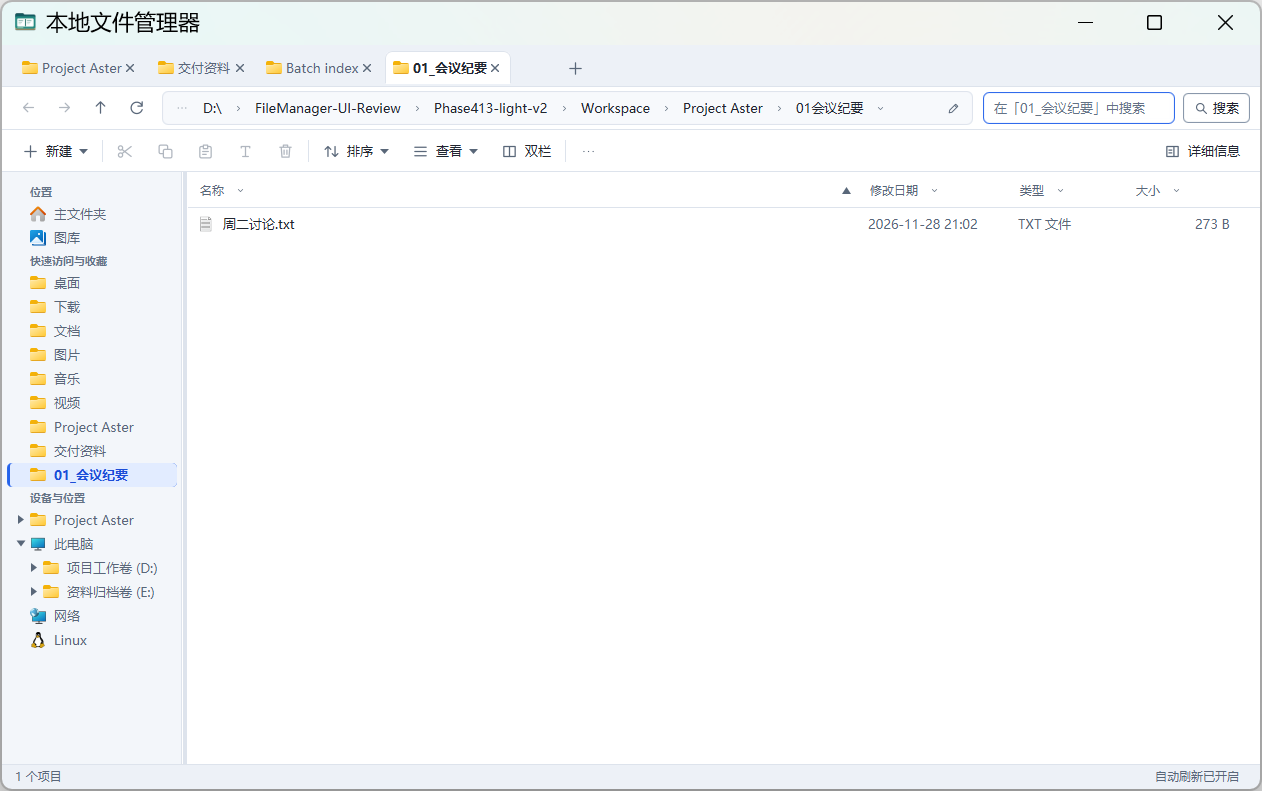 本地文件管理器
Project Aster 交付资料 Batch index 01_会议纪要
D:\ FileManager-UI-Review Phase413-light-v2 Workspace Project Aster 01会议纪要 在「01_会议纪要」中搜索 搜索
新建 排序 查看 双栏 ... 详细信息
位置
主文件夹
图库
快速访问与收藏
桌面
下载
文档
图片
音乐
视频
Project Aster
交付资料
01_会议纪要
设备与位置
Project Aster
此电脑
项目工作卷 (D:)
资料归档卷 (E:)
网络
Linux
名称 修改日期 类型 大小
周二讨论.txt 2026-11-28 21:02 TXT 文件 273 B
1 个项目 自动刷新已开启